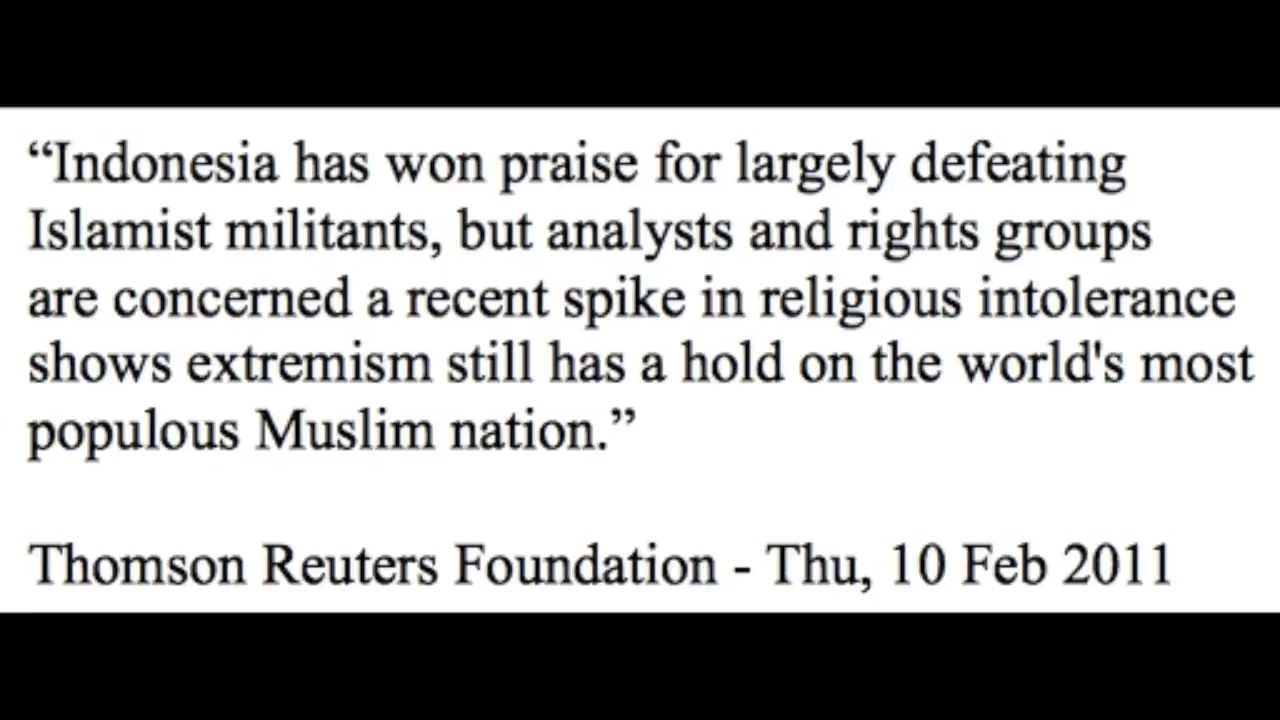 “Indonesia has won praise for largely defeating
Islamist militants, but analysts and rights groups
are concerned a recent spike in religious intolerance
shows extremism still has a hold on the world's most
populous Muslim nation.”
Thomson Reuters Foundation - Thu, 10 Feb 2011